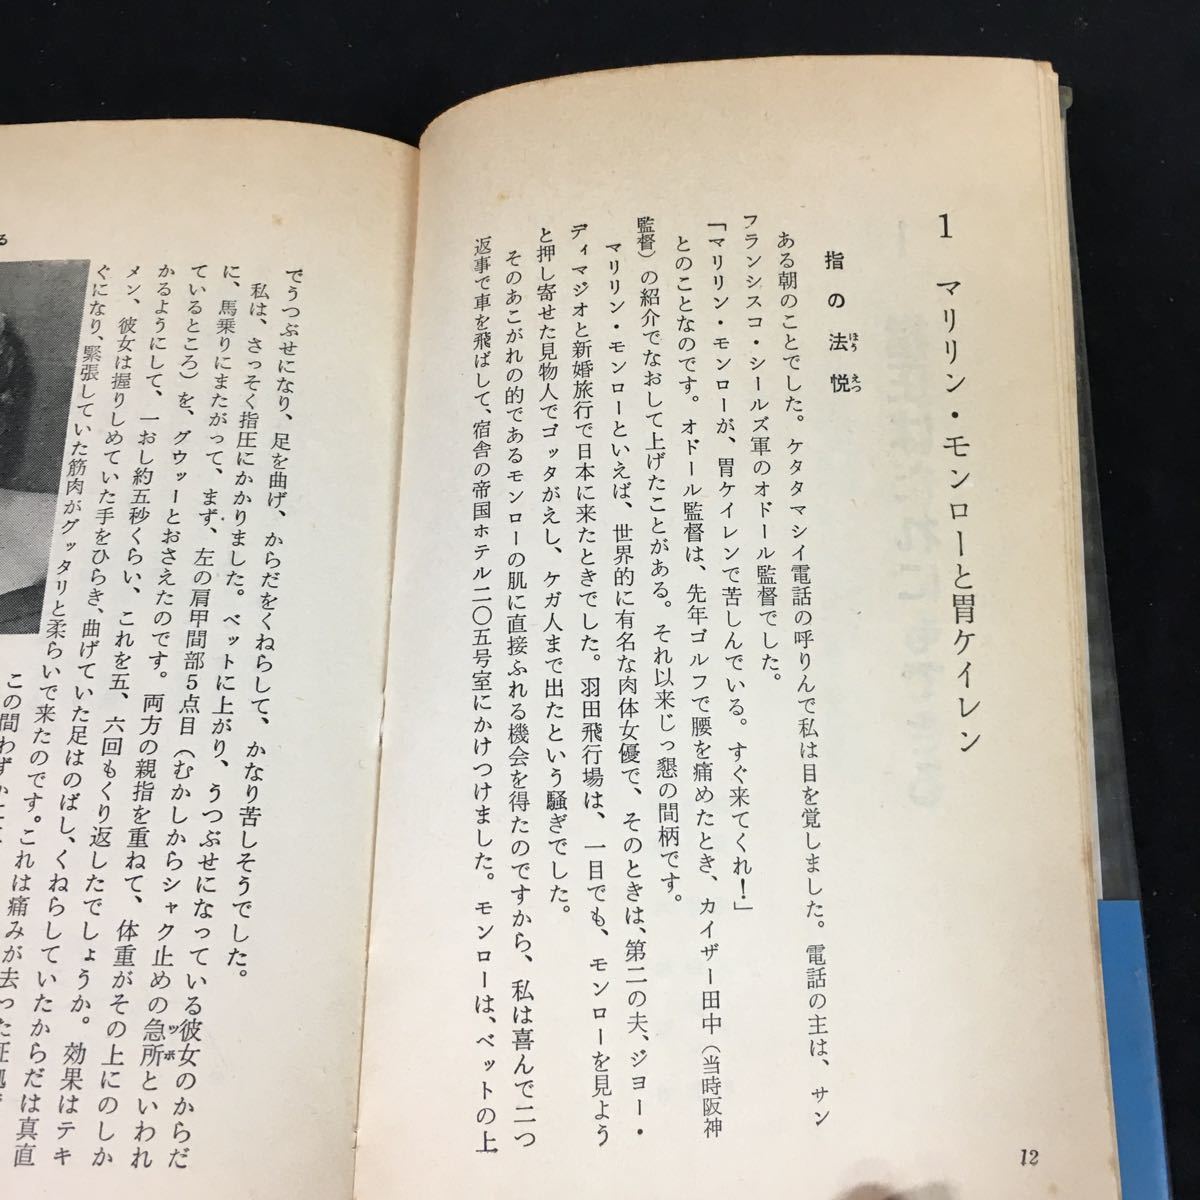 1 マリリン・モンローと胃ケイレン
指の法悦
ほうえつ
ある朝のことでした。ケタタマシイ電話の呼りんで私は目を覚しました。電話の主は、サン
フランシスコ・シールズ軍のオドール監督でした。
「マリリン・モンローが、胃ケイレンで苦しんでいる。すぐ来てくれ！」
とのことなのです。オドール監督は、先年ゴルフで腰を痛めたとき、カイザー田中（当時阪神
監督）の紹介でなおして上げたことがある。それ以来じっ懇の間柄です。
マリリン・モンローといえば、世界的に有名な肉体女優で、そのときは、第二の夫、ジョー・
ディマジオと新婚旅行で日本に来たときでした。羽田飛行場は、一目でも、モンローを見よう
と押し寄せた見物人でゴッタがえし、ケガ人まで出たという騒ぎでした。
そのあこがれの的であるモンローの肌に直接ふれる機会を得たのですから、私は喜んで二つ
返事で車を飛ばして、宿舎の帝国ホテル二〇五号室にかけつけました。モンローは、ベットの上
12
でうつぶせになり、足を曲げ、からだをくねらして、かなり苦しそうでした。
私は、さっそく指圧にかかりました。ベットに上がり、うつぶせになっている彼女のからだ
に、馬乗りにまたがって、まず、左の肩甲間部5点目（むかしからシャク止めの急所といわれ
ツボ
ているところ）を、グウッーとおさえたのです。両方の親指を重ねて、体重がその上にのしか
かるようにして、一おし約五秒くらい、これを五、六回もくり返したでしょうか。効果はテキ
メン、彼女は握りしめていた手をひらき、曲げていた足はのばし、くねらしていたからだは真直
ぐになり、緊張していた筋肉がグッタリと柔らいで来たのです。これは痛みが去った証拠
この間わずか
る